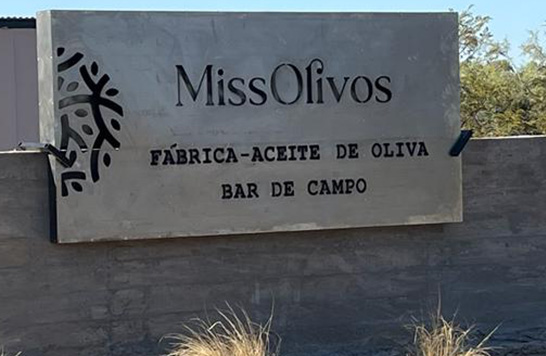 MissOlivos
FÁBRICA-ACEITE DE OLIVA
BAR DE CAMPO